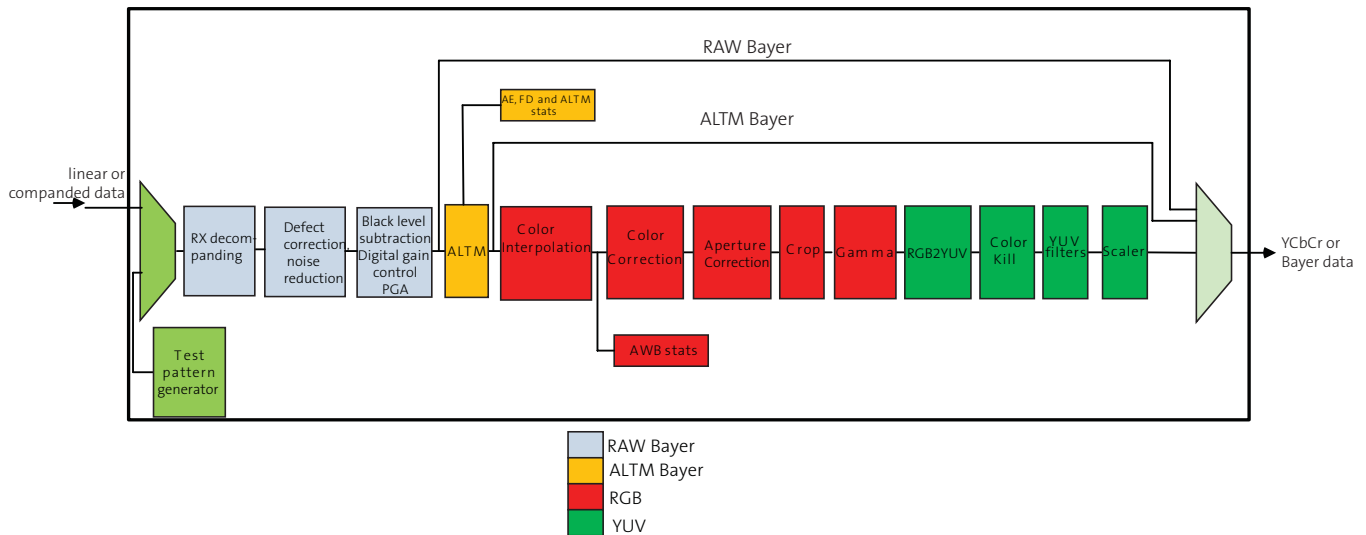 RAW Bayer
AE, FD and ALTM
stats
ALTM Bayer
linear or
companded data
RX decom-
panding
Defect
correction,
noise
reduction
Black level
subtraction
Digital gain
control
PGA
ALTM
Color
Interpolation
Color
Correction
Aperture
Correction
Crop
Gamma
RGB2YUV
Color
Kill
YUV
filters
Scaler
YCbCr or
Bayer data
AWB stats
Test
pattern
generator
RAW Bayer
ALTM Bayer
RGB
YUV